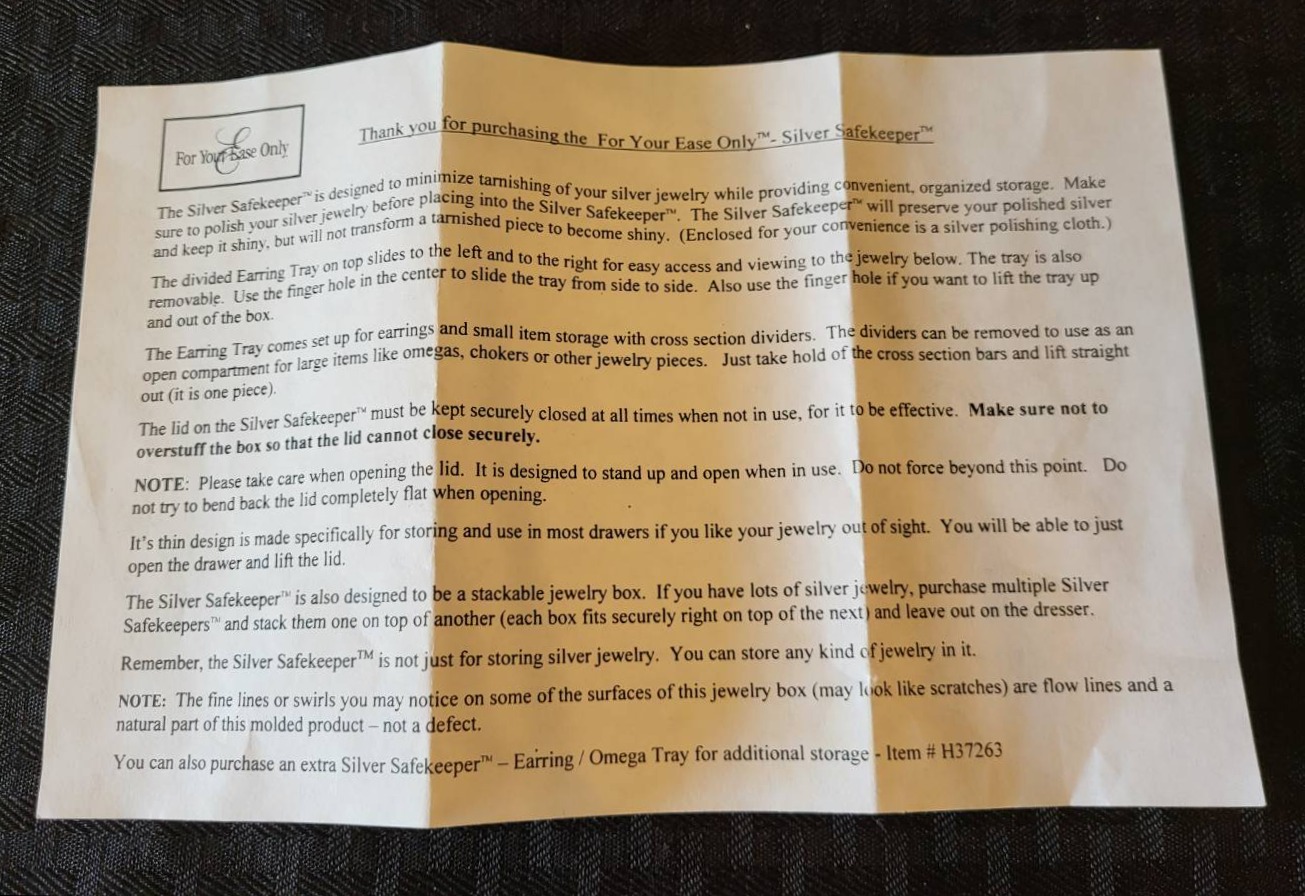 For Your Ease Only
Thank you for purchasing the For Your Ease Only™- Silver Safekeeper™
The Silver Safekeeper™ is designed to minimize tarnishing of your silver jewelry while providing convenient, organized storage. Make
sure to polish your silver jewelry before placing into the Silver Safekeeper™. The Silver Safekeeper™ will preserve your polished silver
and keep it shiny, but will not transform a tarnished piece to become shiny. (Enclosed for your convenience is a silver polishing cloth.)
The divided Earring Tray on top slides to the left and to the right for easy access and viewing to the jewelry below. The tray is also
removable. Use the finger hole in the center to slide the tray from side to side. Also use the finger hole if you want to lift the tray up
and out of the box.
The Earring Tray comes set up for earrings and small item storage with cross section dividers. The dividers can be removed to use as an
open compartment for large items like omegas, chokers or other jewelry pieces. Just take hold of the cross section bars and lift straight
out (it is one piece).
The lid on the Silver Safekeeper™ must be kept securely closed at all times when not in use, for it to be effective. Make sure not to
overstuff the box so that the lid cannot close securely.
NOTE: Please take care when opening the lid. It is designed to stand up and open when in use. Do not force beyond this point. Do
not try to bend back the lid completely flat when opening.
It's thin design is made specifically for storing and use in most drawers if you like your jewelry out of sight. You will be able to just
open the drawer and lift the lid.
The Silver Safekeeper™ is also designed to be a stackable jewelry box. If you have lots of silver jewelry, purchase multiple Silver
Safekeepers™ and stack them one on top of another (each box fits securely right on top of the next) and leave out on the dresser.
Remember, the Silver Safekeeper™ is not just for storing silver jewelry. You can store any kind of jewelry in it.
NOTE: The fine lines or swirls you may notice on some of the surfaces of this jewelry box (may look like scratches) are flow lines and a
natural part of this molded product – not a defect.
You can also purchase an extra Silver Safekeeper™ – Earring / Omega Tray for additional storage - Item # H37263